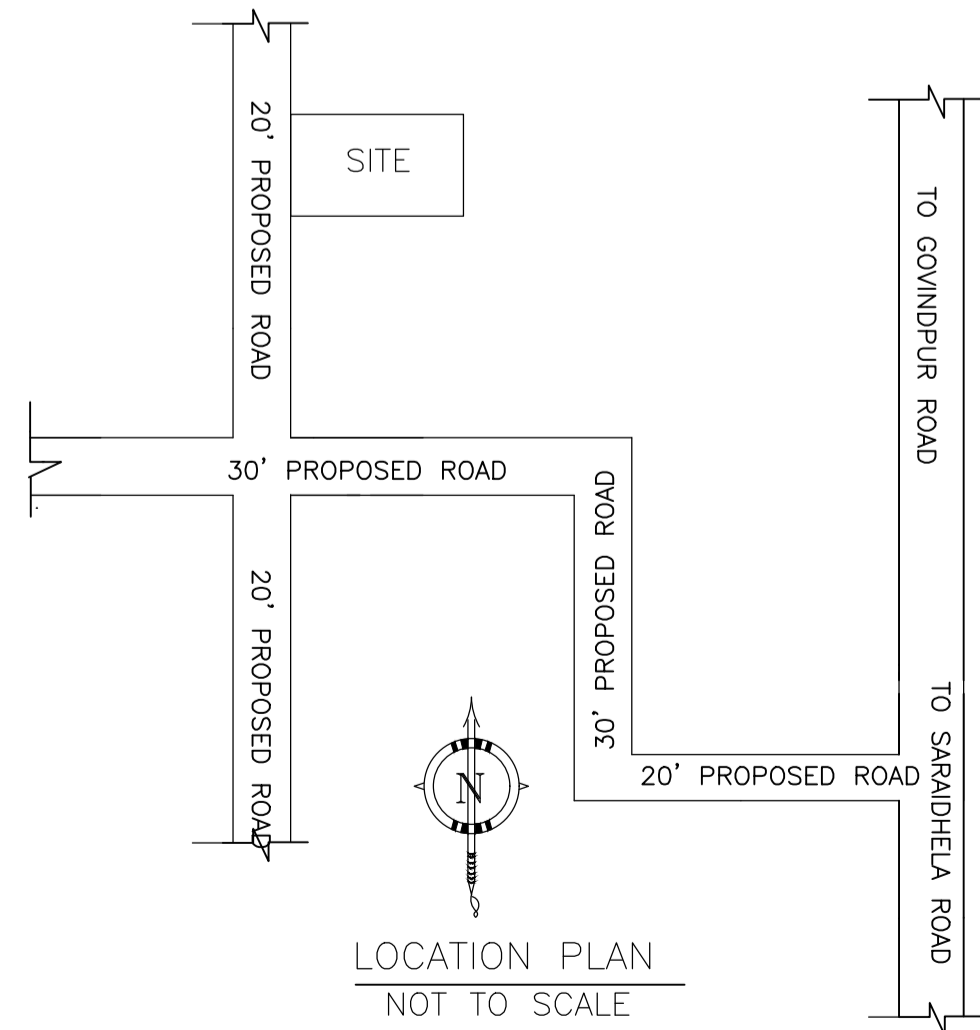 20' PROPOSED ROAD
SITE
TO GOVINDPUR ROAD
30' PROPOSED ROAD
30' PROPOSED ROAD
20' PROPOSED ROAD
20' PROPOSED ROAD
TO SARAIDHELA ROAD
N
LOCATION PLAN
NOT TO SCALE